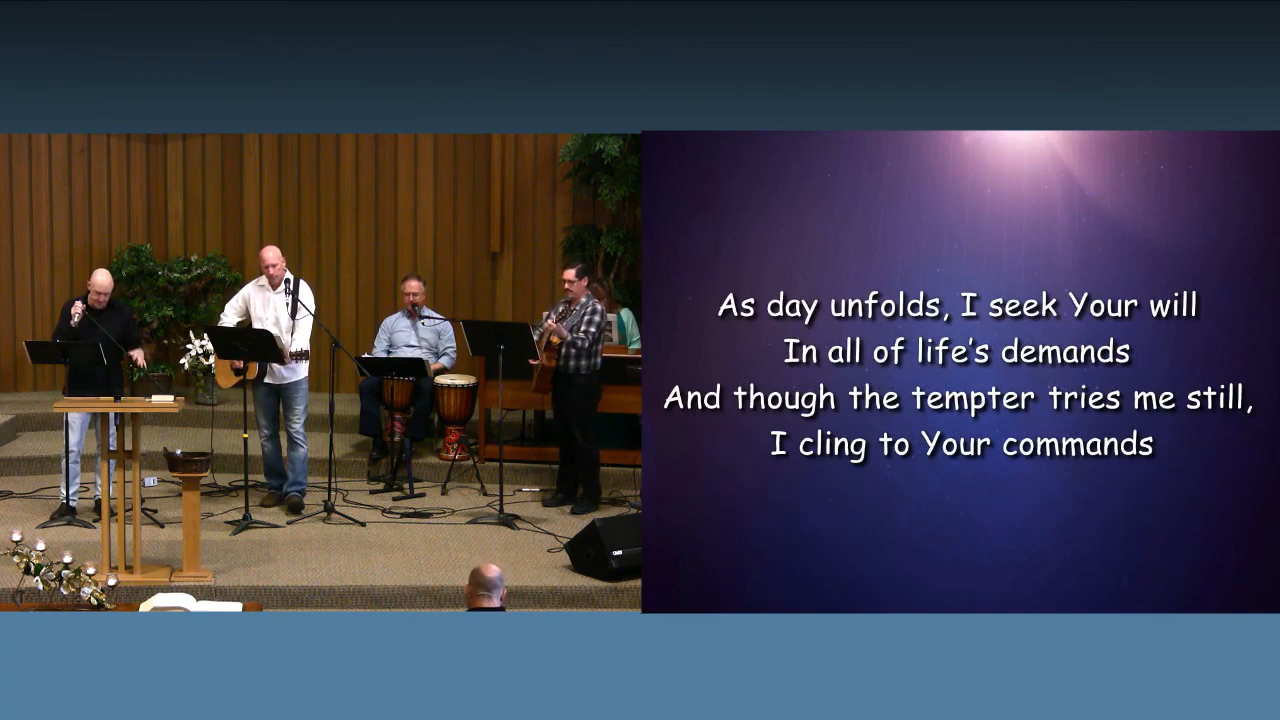 As day unfolds, I seek Your will
In all of life's demands
And though the tempter tries me still,
I cling to Your commands